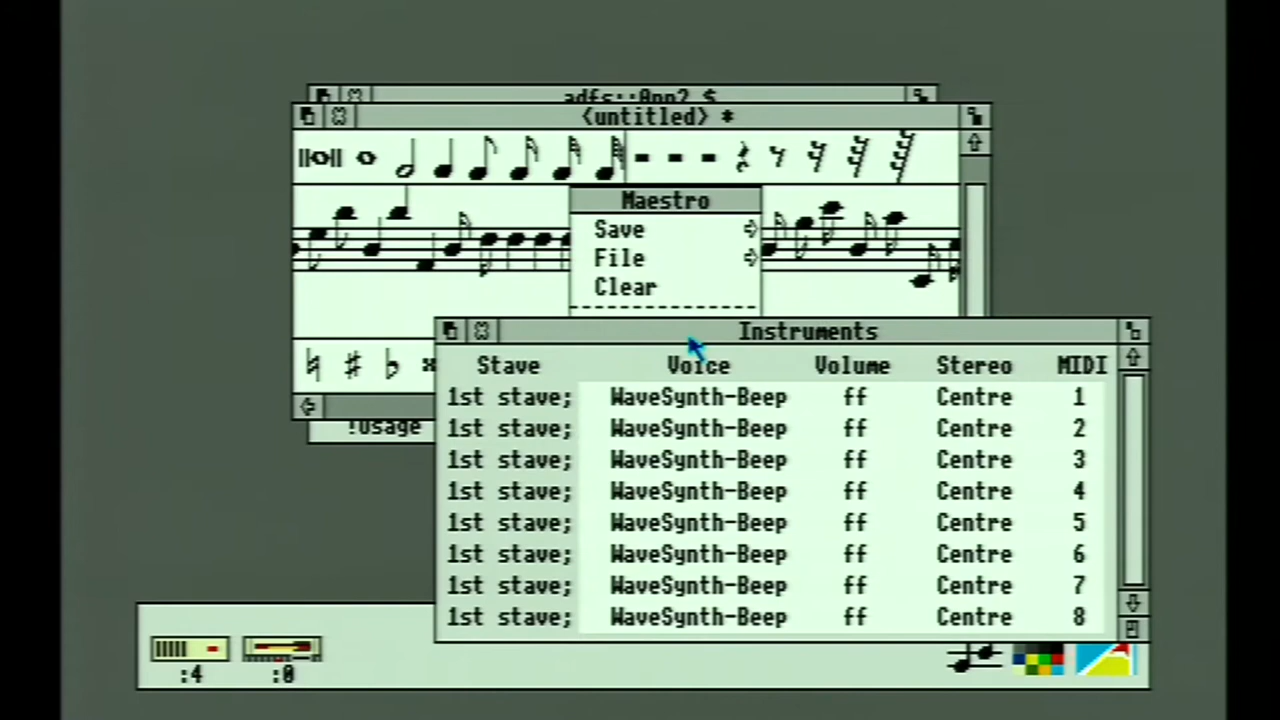 adfs::App2.$
<untitled> *
Maestro
Save
File
Clear
Instruments
Stave Voice Volume Stereo MIDI
1st stave; WaveSynth-Beep ff Centre 1
1st stave; WaveSynth-Beep ff Centre 2
1st stave; WaveSynth-Beep ff Centre 3
1st stave; WaveSynth-Beep ff Centre 4
1st stave; WaveSynth-Beep ff Centre 5
1st stave; WaveSynth-Beep ff Centre 6
1st stave; WaveSynth-Beep ff Centre 7
1st stave; WaveSynth-Beep ff Centre 8
!Usage
:4 :0